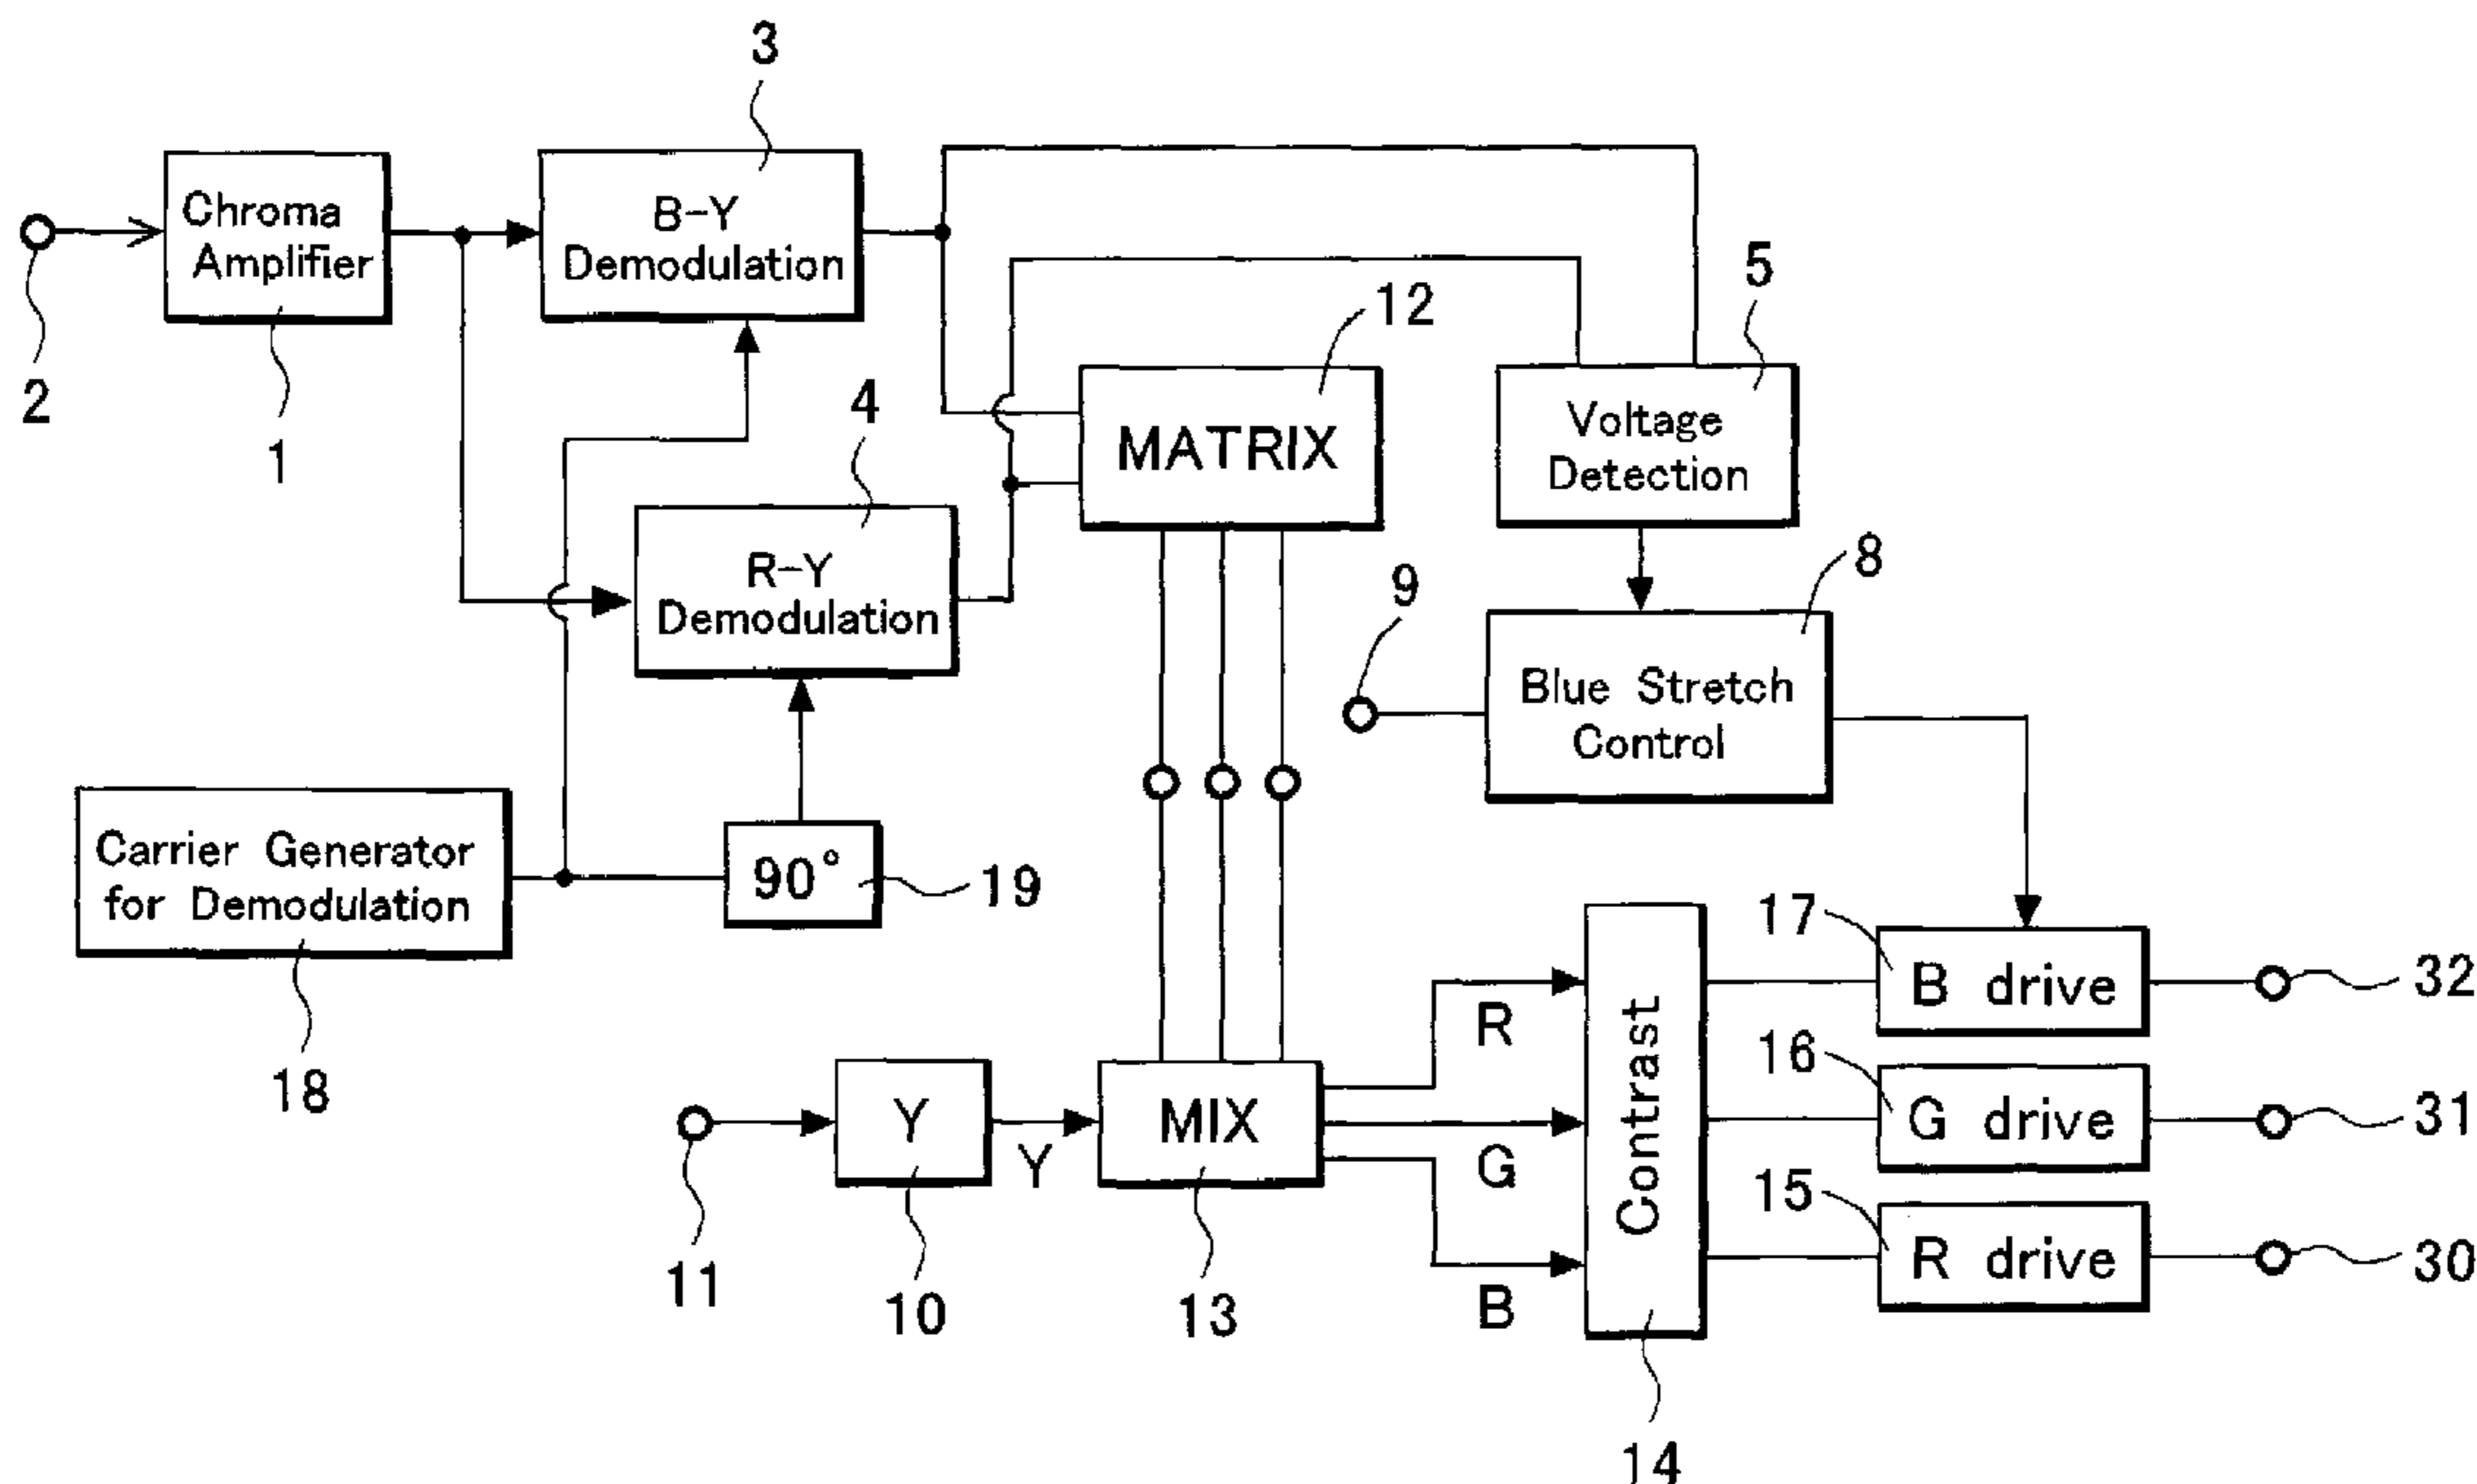 3
Chroma
Amplifier
B-Y
Demodulation
2
1
5
12
4
MATRIX
Voltage
Detection
R-Y
Demodulation
9
8
Blue Stretch
Control
Carrier Generator
for Demodulation
90°
19
18
17
B drive
32
R
Contrast
16
G drive
31
Y
Y
MIX
G
15
R drive
30
11
10
13
B
14